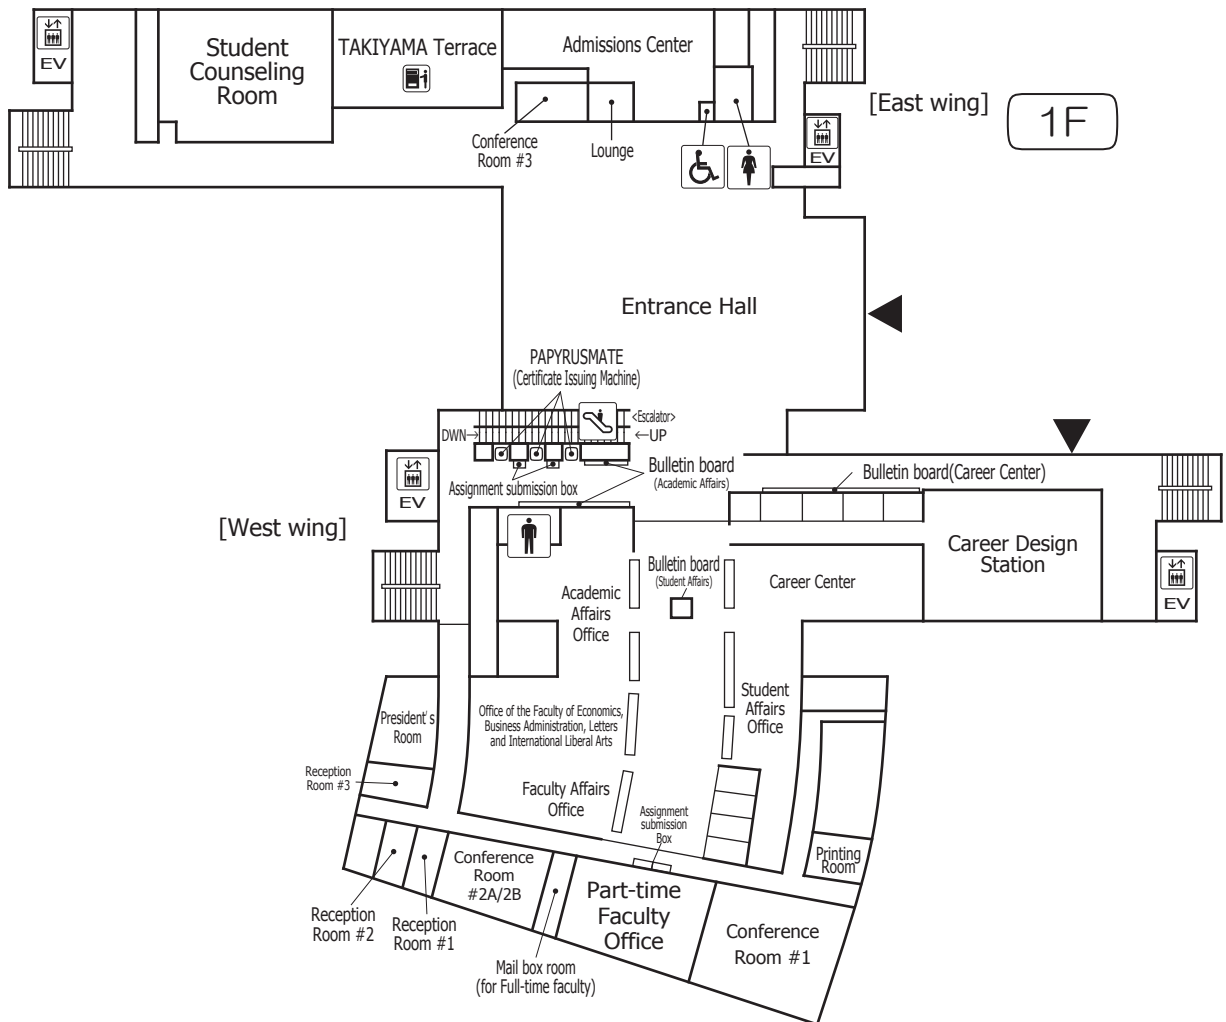 EV
Student
Counseling
Room
TAKIYAMA Terrace
Admissions Center
[East wing]
1F
Conference
Room #3
Lounge
EV
Entrance Hall
PAPYRUSMATE
(Certificate Issuing Machine)
<Escalator>
DWN→
←UP
Bulletin board
(Academic Affairs)
Bulletin board(Career Center)
EV
Assignment submission box
[West wing]
Career Design
Station
Bulletin board
(Student Affairs)
Career Center
EV
Academic
Affairs
Office
Student
Affairs
Office
President's
Room
Office of the Faculty of Economics,
Business Administration, Letters
and International Liberal Arts
Reception
Room #3
Faculty Affairs
Office
Assignment
submission
Box
Printing
Room
Conference
Room
#2A/2B
Part-time
Faculty
Office
Reception
Room #2
Reception
Room #1
Conference
Room #1
Mail box room
(for Full-time faculty)